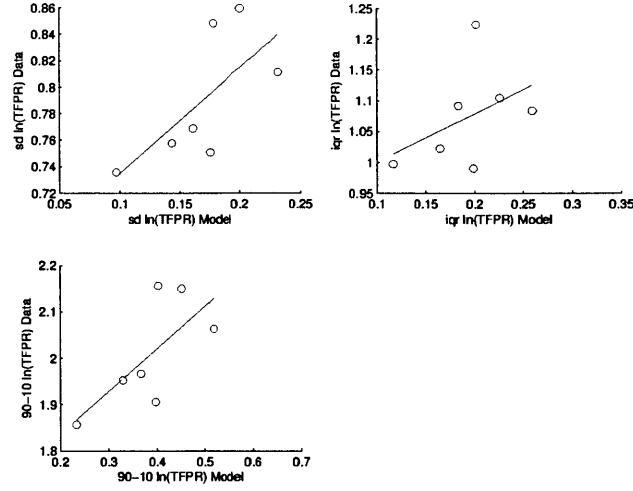 0.86
0.84
0.82
0.8
0.78
0.76
0.74
0.72
0.05 0.1 0.15 0.2 0.25
sd ln(TFPR) Data
sd ln(TFPR) Model
1.25
1.2
1.15
1.1
1.05
1
0.95
0.1 0.15 0.2 0.25 0.3 0.35
iqr ln(TFPR) Data
iqr ln(TFPR) Model
2.2
2.1
2
1.9
1.8
0.2 0.3 0.4 0.5 0.6 0.7
90-10 ln(TFPR) Data
90-10 ln(TFPR) Model